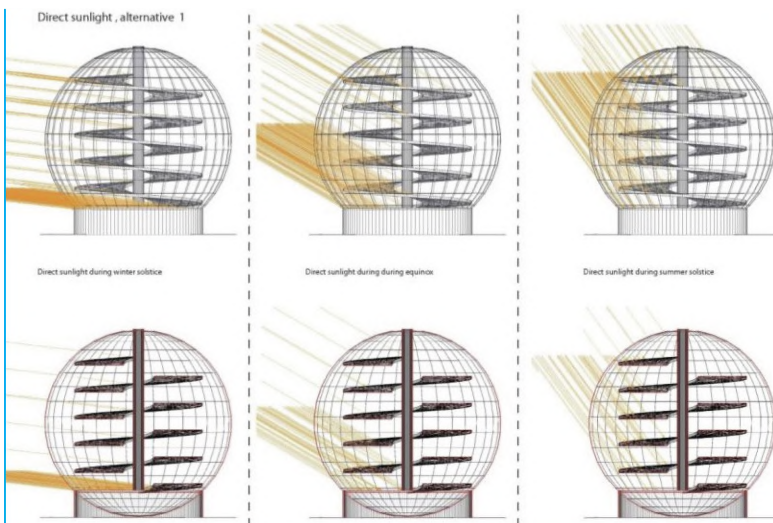 Direct sunlight , alternative 1
Direct sunlight during winter solstice
Direct sunlight during during equinox
Direct sunlight during summer solstice